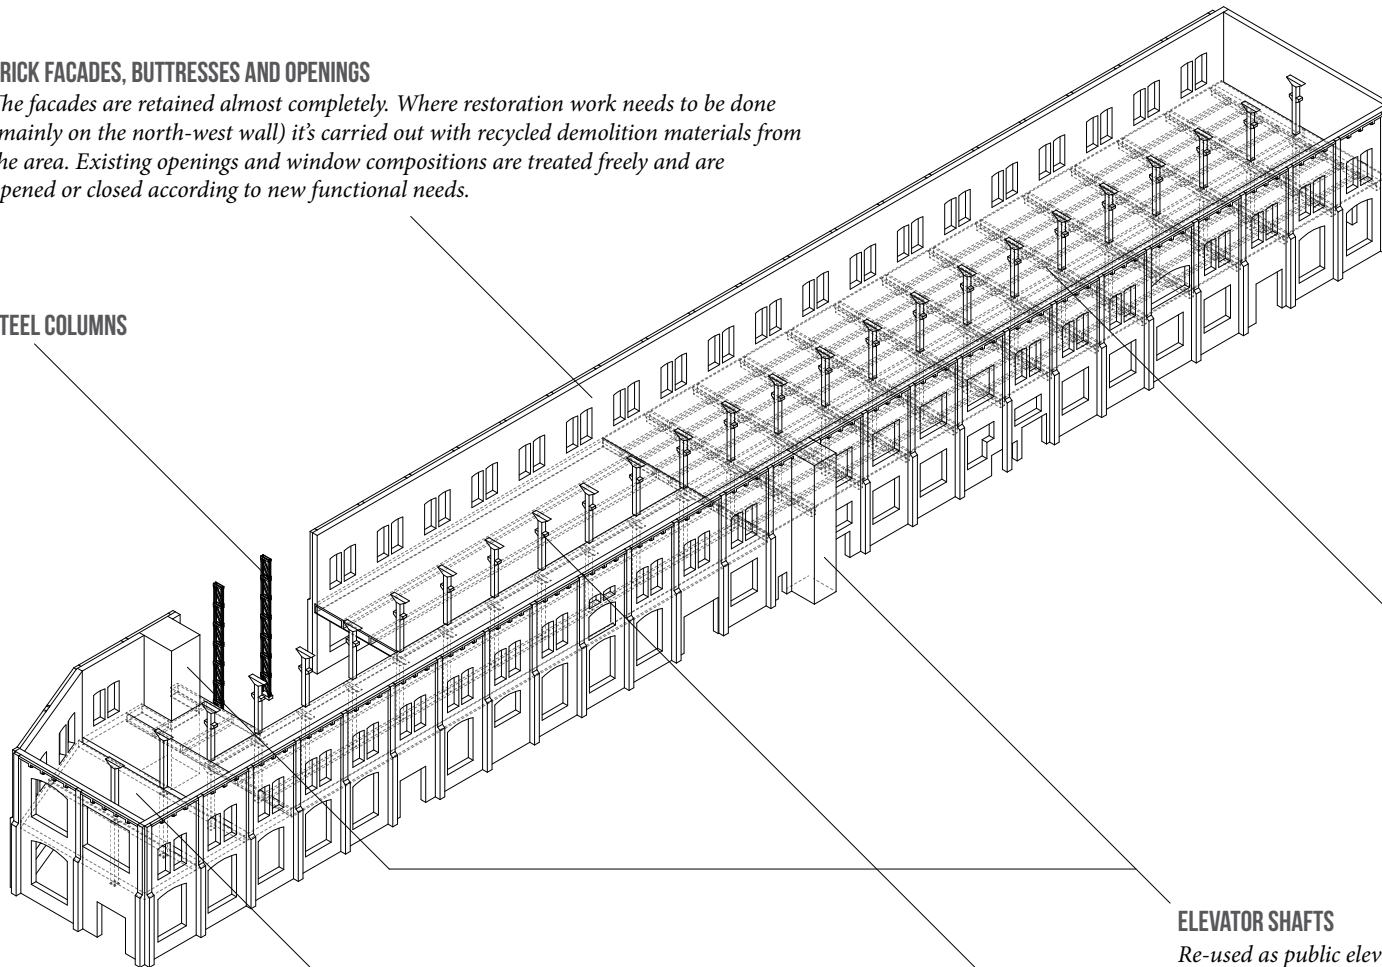 RICK FACADES, BUTTRESSES AND OPENINGS
The facades are retained almost completely. Where restoration work needs to be done
mainly on the north-west wall) it's carried out with recycled demolition materials from
he area. Existing openings and window compositions are treated freely and are
pened or closed according to new functional needs.
TEEL COLUMNS
ELEVATOR SHAFTS
Re-used as public elev